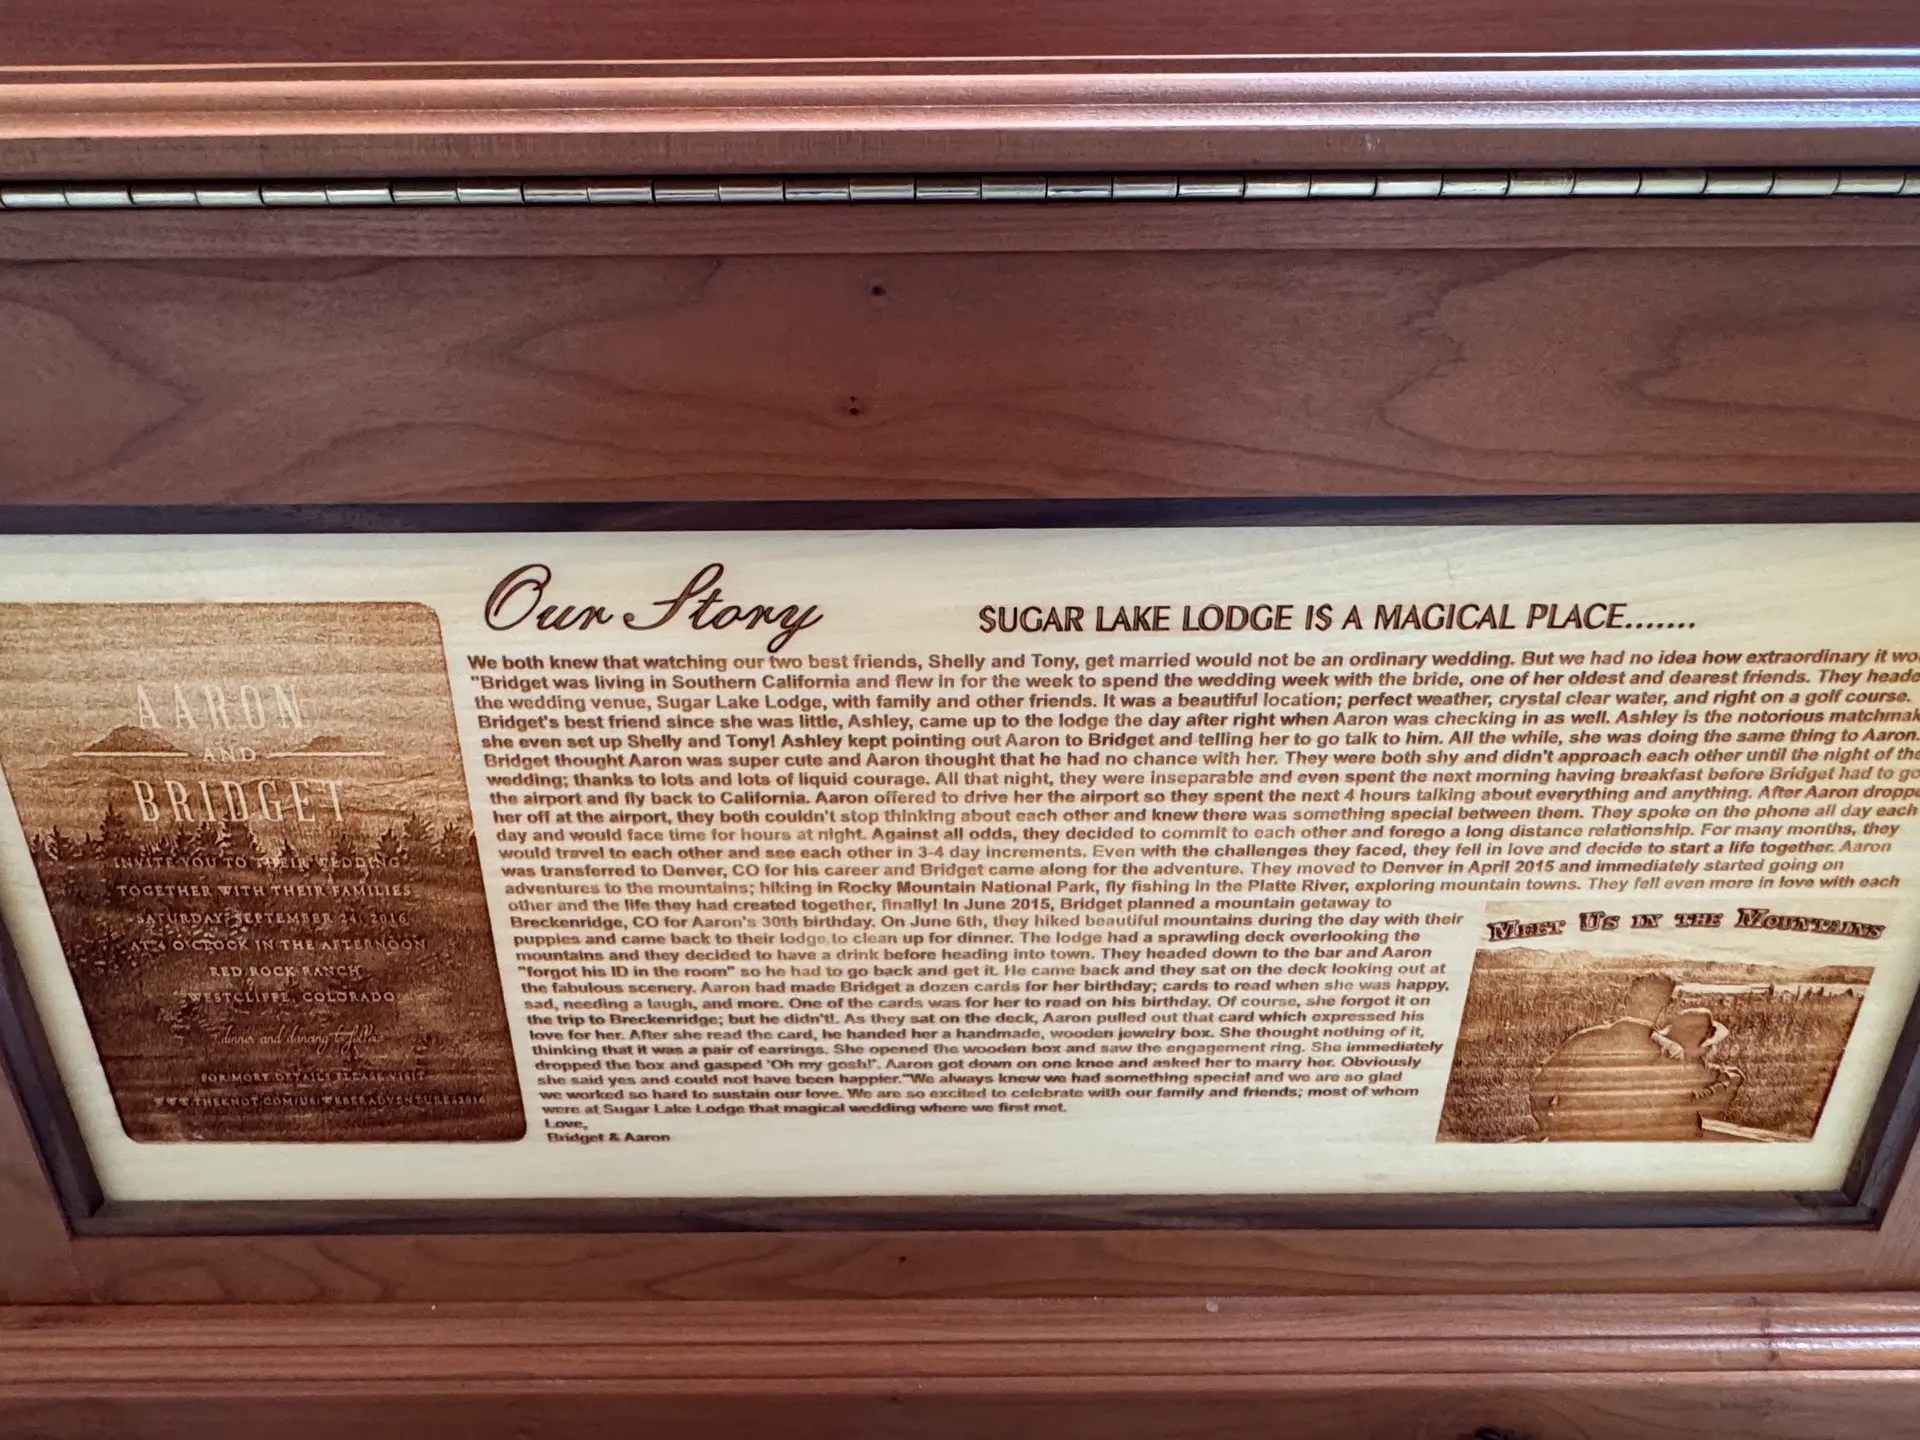 AARON
AND
BRIDGET
INVITE YOU TO THEIR WEDDING
TOGETHER WITH THEIR FAMILIES
SATURDAY, SEPTEMBER 24, 2016
AT 4 O'CLOCK IN THE AFTERNOON
RED ROCK RANCH
WESTCLIFFE, COLORADO
dinner and dancing to follow
FOR MORE DETAILS PLEASE VISIT
Our Story
SUGAR LAKE LODGE IS A MAGICAL PLACE.......
We both knew that watching our two best friends, Shelly and Tony, get married would not be an ordinary wedding. But we had no idea how extraordinary it wo
"Bridget was living in Southern California and flew in for the week to spend the wedding week with the bride, one of her oldest and dearest friends. They heade
the wedding venue, Sugar Lake Lodge, with family and other friends. It was a beautiful location; perfect weather, crystal clear water, and right on a golf course.
Bridget's best friend since she was little, Ashley, came up to the lodge the day after right when Aaron was checking in as well. Ashley is the notorious matchmak
she even set up Shelly and Tony! Ashley kept pointing out Aaron to Bridget and telling her to go talk to him. All the while, she was doing the same thing to Aaron.
Bridget thought Aaron was super cute and Aaron thought that he had no chance with her. They were both shy and didn't approach each other until the night of the
wedding; thanks to lots and lots of liquid courage. All that night, they were inseparable and even spent the next morning having breakfast before Bridget had to go
the airport and fly back to California. Aaron offered to drive her the airport so they spent the next 4 hours talking about everything and anything. After Aaron droppe
her off at the airport, they both couldn't stop thinking about each other and knew there was something special between them. They spoke on the phone all day each
day and would face time for hours at night. Against all odds, they decided to commit to each other and forego a long distance relationship. For many months, they
would travel to each other and see each other in 3-4 day increments. Even with the challenges they faced, they fell in love and decide to start a life together. Aaron
was transferred to Denver, CO for his career and Bridget came along for the adventure. They moved to Denver in April 2015 and immediately started going on
adventures to the mountains; hiking in Rocky Mountain National Park, fly fishing in the Platte River, exploring mountain towns. They fell even more in love with each
other and the life they had created together, finally! In June 2015, Bridget planned a mountain getaway to
Breckenridge, CO for Aaron's 30th birthday. On June 6th, they hiked beautiful mountains during the day with their
puppies and came back to their lodge to clean up for dinner. The lodge had a sprawling deck overlooking the
mountains and they decided to have a drink before heading into town. They headed down to the bar and Aaron
"forgot his ID in the room" so he had to go back and get it. He came back and they sat on the deck looking out at
the fabulous scenery. Aaron had made Bridget a dozen cards for her birthday; cards to read when she was happy,
sad, needing a laugh, and more. One of the cards was for her to read on his birthday. Of course, she forgot it on
the trip to Breckenridge; but he didn't!. As they sat on the deck, Aaron pulled out that card which expressed his
love for her. After she read the card, he handed her a handmade, wooden jewelry box. She thought nothing of it,
thinking that it was a pair of earrings. She opened the wooden box and saw the engagement ring. She immediately
dropped the box and gasped 'Oh my gosh!'. Aaron got down on one knee and asked her to marry her. Obviously
she said yes and could not have been happier."We always knew we had something special and we are so glad
we worked so hard to sustain our love. We are so excited to celebrate with our family and friends; most of whom
were at Sugar Lake Lodge that magical wedding where we first met.
Love,
Bridget & Aaron
MEET US IN THE MOUNTAINS